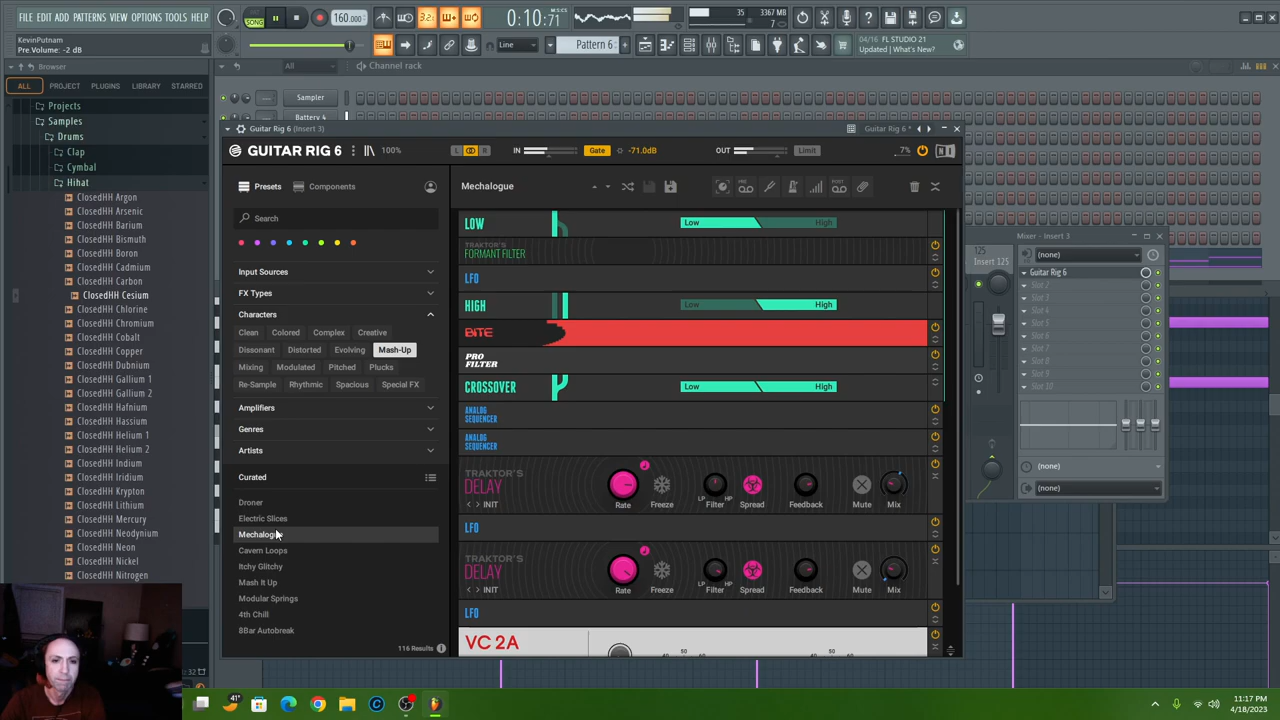 FILE EDIT ADD PATTERNS VIEW OPTIONS TOOLS HELP
SONG
160.000
3.2
0:10:71
M:S:CS
35
3367 MB
7
KevinPutnam
Pre Volume: -2 dB
Line
Pattern 6
04/16 FL STUDIO 21
Updated | What's New?
Browser
All
Channel rack
ALL
PROJECT
PLUGINS
LIBRARY
STARRED
Projects
Samples
Drums
Clap
Cymbal
Hihat
ClosedHH Argon
ClosedHH Arsenic
ClosedHH Barium
ClosedHH Bismuth
ClosedHH Boron
ClosedHH Cadmium
ClosedHH Carbon
ClosedHH Cesium
ClosedHH Chlorine
ClosedHH Chromium
ClosedHH Cobalt
ClosedHH Copper
ClosedHH Dubnium
ClosedHH Gallium 1
ClosedHH Gallium 2
ClosedHH Hafnium
ClosedHH Hassium
ClosedHH Helium 1
ClosedHH Helium 2
ClosedHH Indium
ClosedHH Iridium
ClosedHH Krypton
ClosedHH Lithium
ClosedHH Mercury
ClosedHH Neodynium
ClosedHH Neon
ClosedHH Nickel
ClosedHH Nitrogen
Sampler
Battery 4
Guitar Rig 6 (Insert 3)
Guitar Rig 6 *
GUITAR RIG 6
100%
L
R
IN
Gate
-71.0dB
OUT
Limit
7%
Presets
Components
Search
Input Sources
FX Types
Characters
Clean
Colored
Complex
Creative
Dissonant
Distorted
Evolving
Mash-Up
Mixing
Modulated
Pitched
Plucks
Re-Sample
Rhythmic
Spacious
Special FX
Amplifiers
Genres
Artists
Curated
Droner
Electric Slices
Mechalogue
Cavern Loops
Itchy Glitchy
Mash It Up
Modular Springs
4th Chill
8Bar Autobreak
116 Results
Mechalogue
PRE
POST
LOW
Low
High
TRAKTOR'S
FORMANT FILTER
LFO
HIGH
Low
High
BITE
PRO
FILTER
CROSSOVER
Low
High
ANALOG
SEQUENCER
ANALOG
SEQUENCER
TRAKTOR'S
DELAY
< > INIT
Rate
Freeze
LP
HP
Filter
Spread
Feedback
Mute
Mix
LFO
TRAKTOR'S
DELAY
< > INIT
Rate
Freeze
LP
HP
Filter
Spread
Feedback
Mute
Mix
LFO
VC 2A
Mixer - Insert 3
125
Insert 125
(none)
Guitar Rig 6
Slot 2
Slot 3
Slot 4
Slot 5
Slot 6
Slot 7
Slot 8
Slot 9
Slot 10
(none)
(none)
41°
11:17 PM
4/18/2023